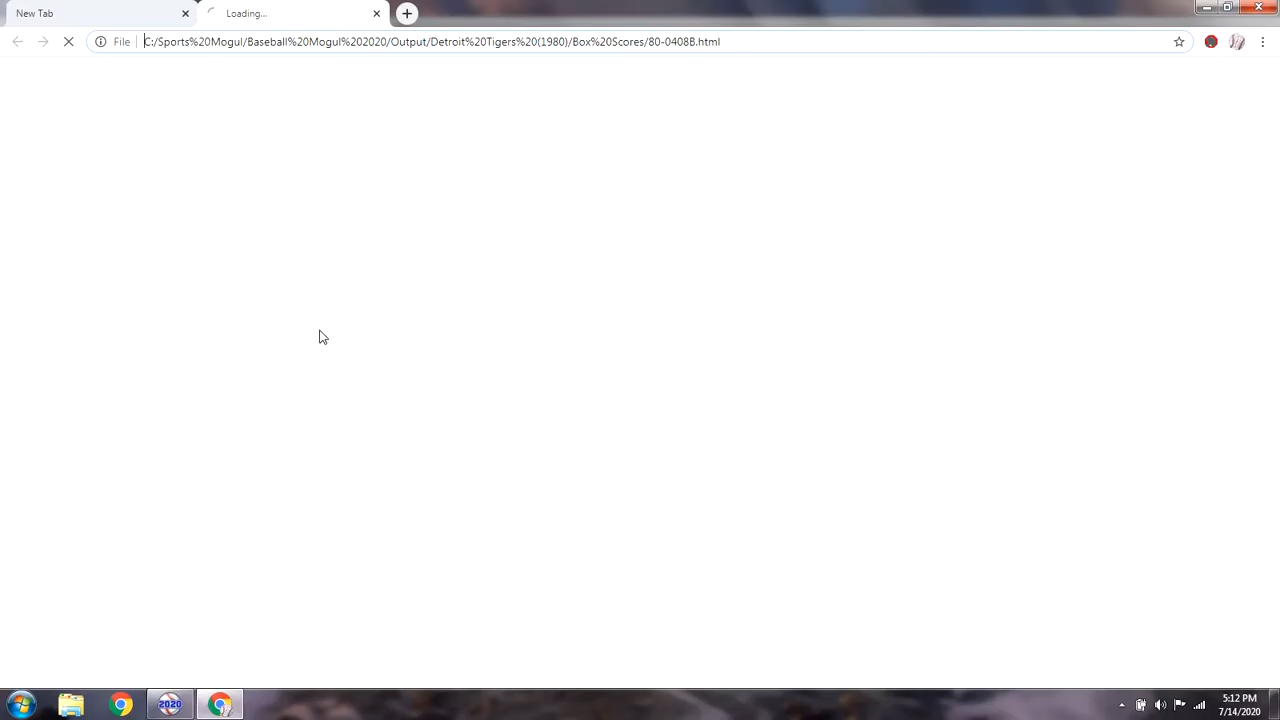 New Tab
Loading...
File
C:/Sports%20Mogul/Baseball%20Mogul%202020/Output/Detroit%20Tigers%20(1980)/Box%20Scores/80-0408B.html
2020
5:12 PM
7/14/2020